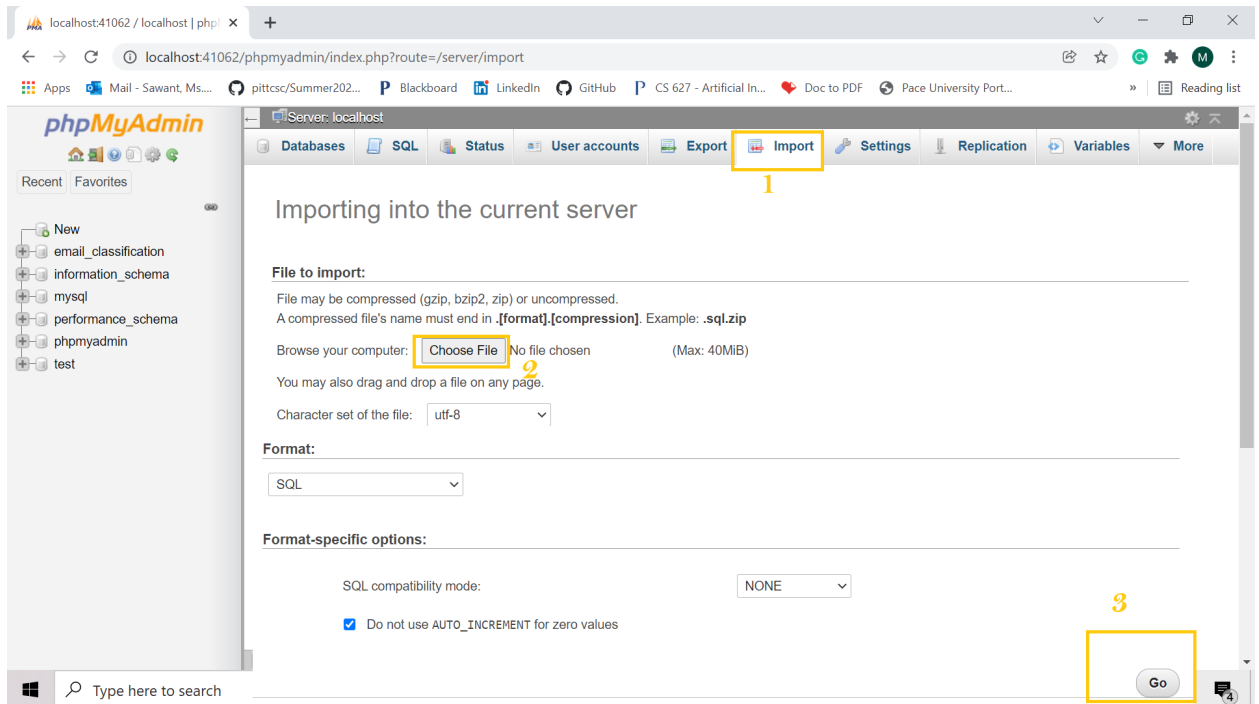 localhost:41062 / localhost | php
localhost:41062/phpmyadmin/index.php?route=/server/import
M
Apps Mail - Sawant, Ms.... pittcsc/Summer202... Blackboard LinkedIn GitHub CS 627 - Artificial In... Doc to PDF Pace University Port... » Reading list
phpMyAdmin
Recent Favorites
New
email_classification
information_schema
mysql
performance_schema
phpmyadmin
test
Server: localhost
Databases SQL Status User accounts Export Import Settings Replication Variables More
1
Importing into the current server
File to import:
File may be compressed (gzip, bzip2, zip) or uncompressed.
A compressed file's name must end in .[format].[compression]. Example: .sql.zip
Browse your computer: Choose File No file chosen (Max: 40MiB)
2
You may also drag and drop a file on any page.
Character set of the file: utf-8
Format:
SQL
Format-specific options:
SQL compatibility mode: NONE
Do not use AUTO_INCREMENT for zero values
3
Go
Type here to search
4